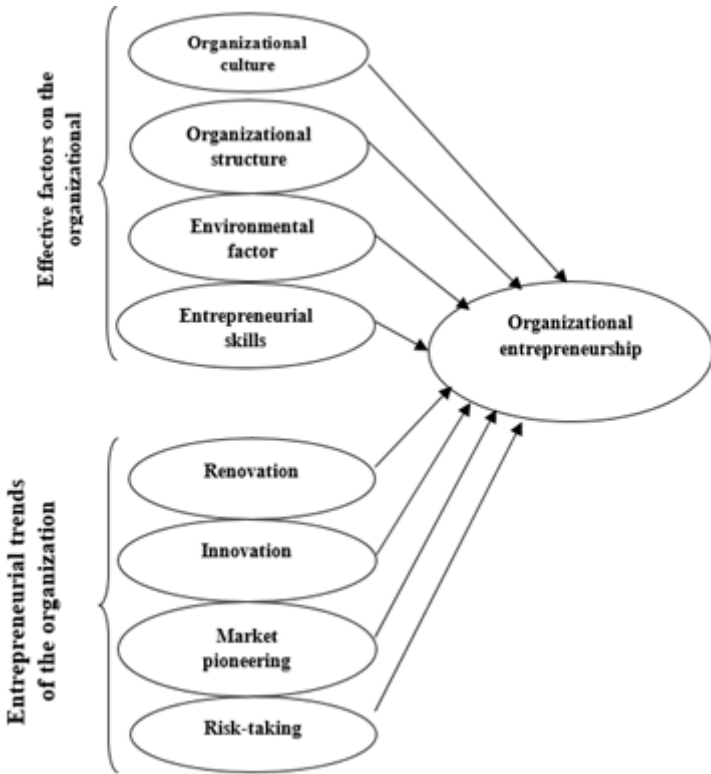 Effective factors on the
organizational
Organizational
culture
Organizational
structure
Environmental
factor
Entrepreneurial
skills
Organizational
entrepreneurship
Entrepreneurial trends
of the organization
Renovation
Innovation
Market
pioneering
Risk-taking